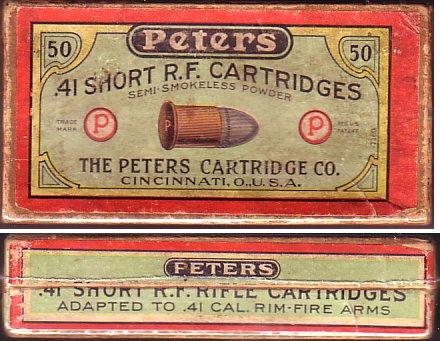 Peters
50 50
.41 SHORT R.F. CARTRIDGES
SEMI-SMOKELESS POWDER
TRADE MARK
P
P
P
THE PETERS CARTRIDGE CO.
CINCINNATI, O., U.S.A.
PETERS
.41 SHORT R.F. RIFLE CARTRIDGES
ADAPTED TO .41 CAL. RIM-FIRE ARMS